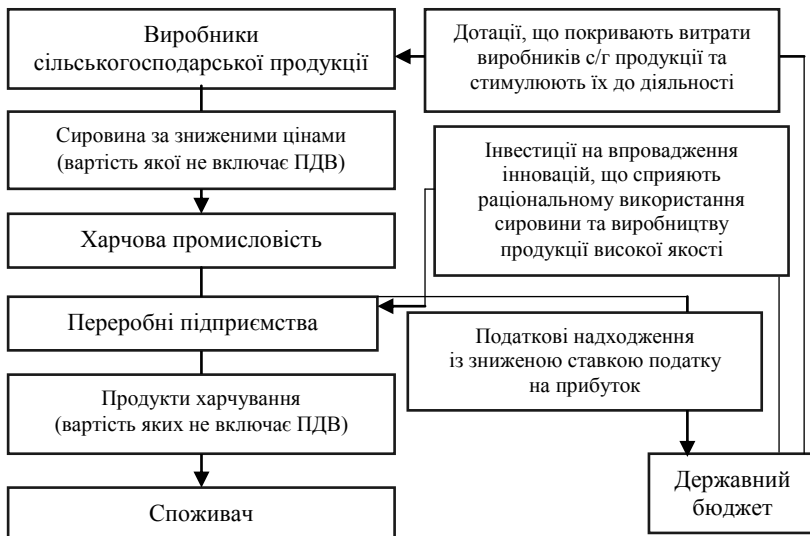 Виробники
сільськогосподарської продукції
Дотації, що покривають витрати
виробників с/г продукції та
стимулюють їх до діяльності
Сировина за зниженими цінами
(вартість якої не включає ПДВ)
Інвестиції на впровадження
інновацій, що сприяють
раціональному використання
сировини та виробництву
продукції високої якості
Харчова промисловість
Переробні підприємства
Податкові надходження
із зниженою ставкою податку
на прибуток
Продукти харчування
(вартість яких не включає ПДВ)
Державний
бюджет
Споживач